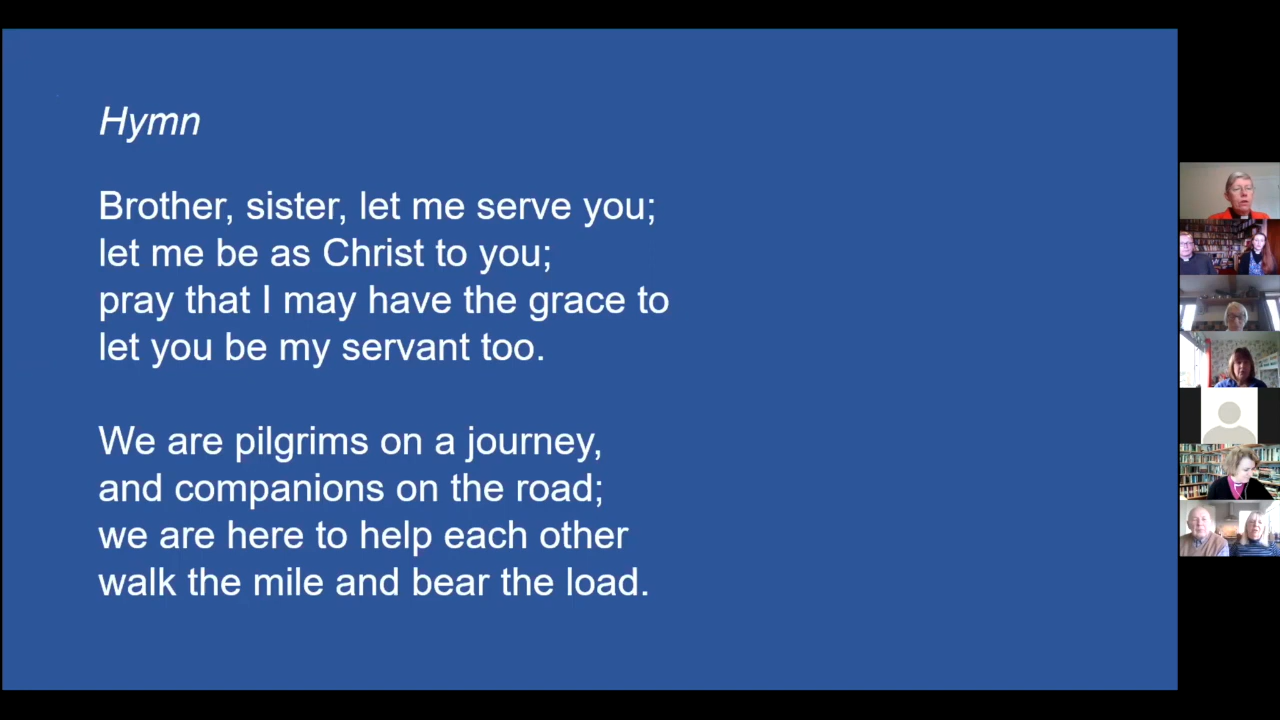 Hymn
Brother, sister, let me serve you;
let me be as Christ to you;
pray that I may have the grace to
let you be my servant too.
We are pilgrims on a journey,
and companions on the road;
we are here to help each other
walk the mile and bear the load.